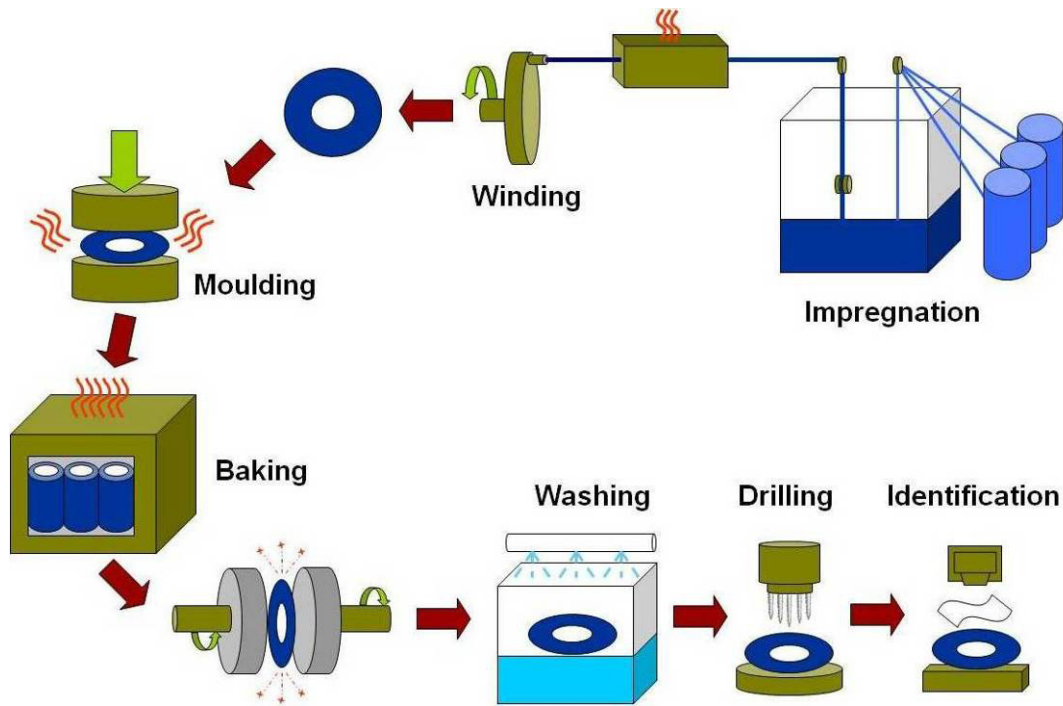 Winding
Impregnation
Moulding
Baking
Washing
Drilling
Identification